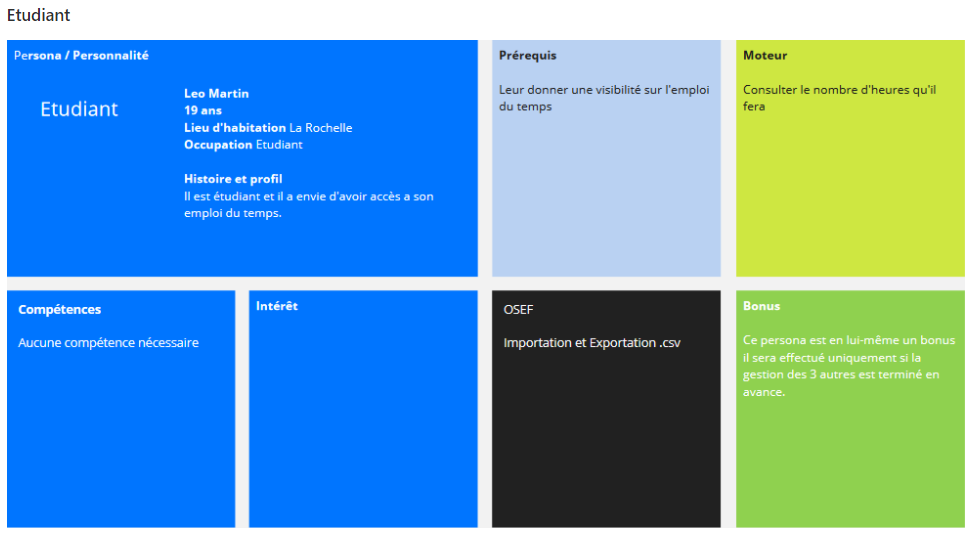 Etudiant
Persona / Personnalité
Etudiant
Leo Martin
19 ans
Lieu d'habitation La Rochelle
Occupation Etudiant
Histoire et profil
Il est étudiant et il a envie d'avoir accès a son
emploi du temps.
Prérequis
Leur donner une visibilité sur l'emploi
du temps
Moteur
Consulter le nombre d'heures qu'il
fera
Compétences
Aucune compétence nécessaire
Intérêt
OSEF
Importation et Exportation .csv
Bonus
Ce persona est en lui-même un bonus
il sera effectué uniquement si la
gestion des 3 autres est terminé en
avance.